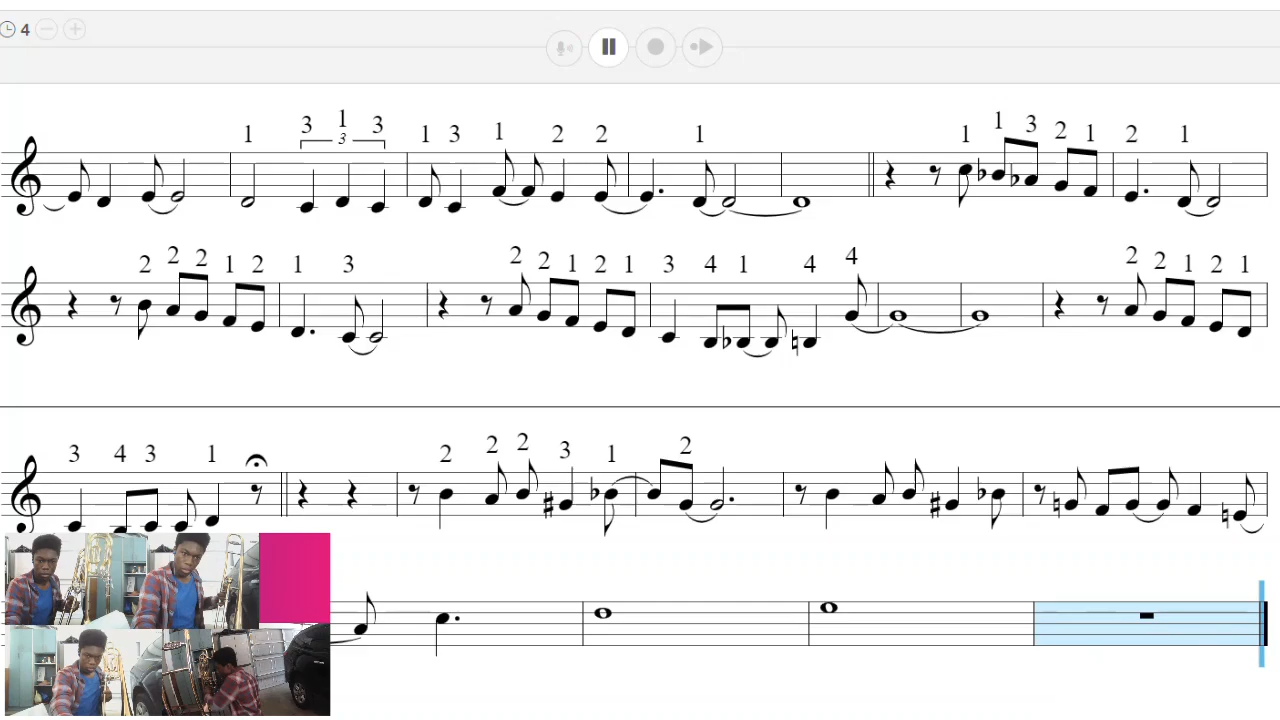 4
1 3 1 3 1 3 1 2 2 1 1 1 3 2 1 2 1
3
2 2 2 1 2 1 3 2 2 1 2 1 3 4 1 4 4 2 2 1 2 1
3 4 3 1 2 2 2 3 1 2